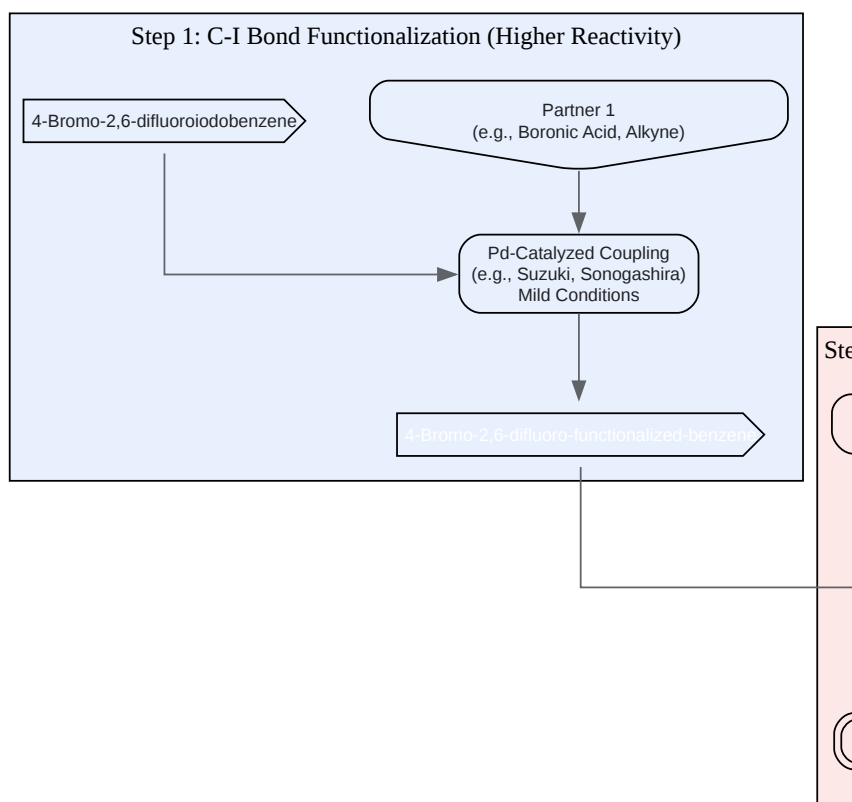 Step 1: C-I Bond Functionalization (Higher Reactivity)
4-Bromo-2,6-difluoroiodobenzene
Partner 1
(e.g., Boronic Acid, Alkyne)
Pd-Catalyzed Coupling
(e.g., Suzuki, Sonogashira)
Mild Conditions
4-Bromo-2,6-difluoro-functionalized-benzene